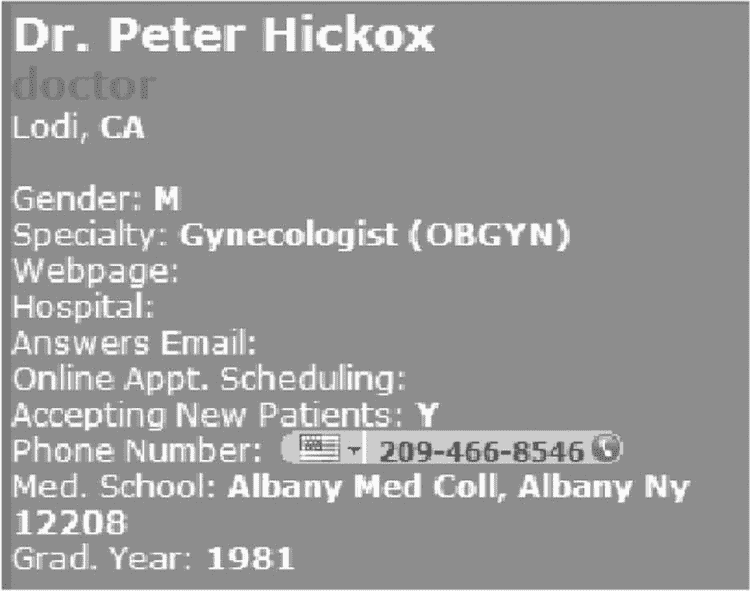 Dr. Peter Hickox
doctor
Lodi, CA
Gender: M
Specialty: Gynecologist (OBGYN)
Webpage:
Hospital:
Answers Email:
Online Appt. Scheduling:
Accepting New Patients: Y
Phone Number: 209-466-8546
Med. School: Albany Med Coll, Albany Ny
12208
Grad. Year: 1981